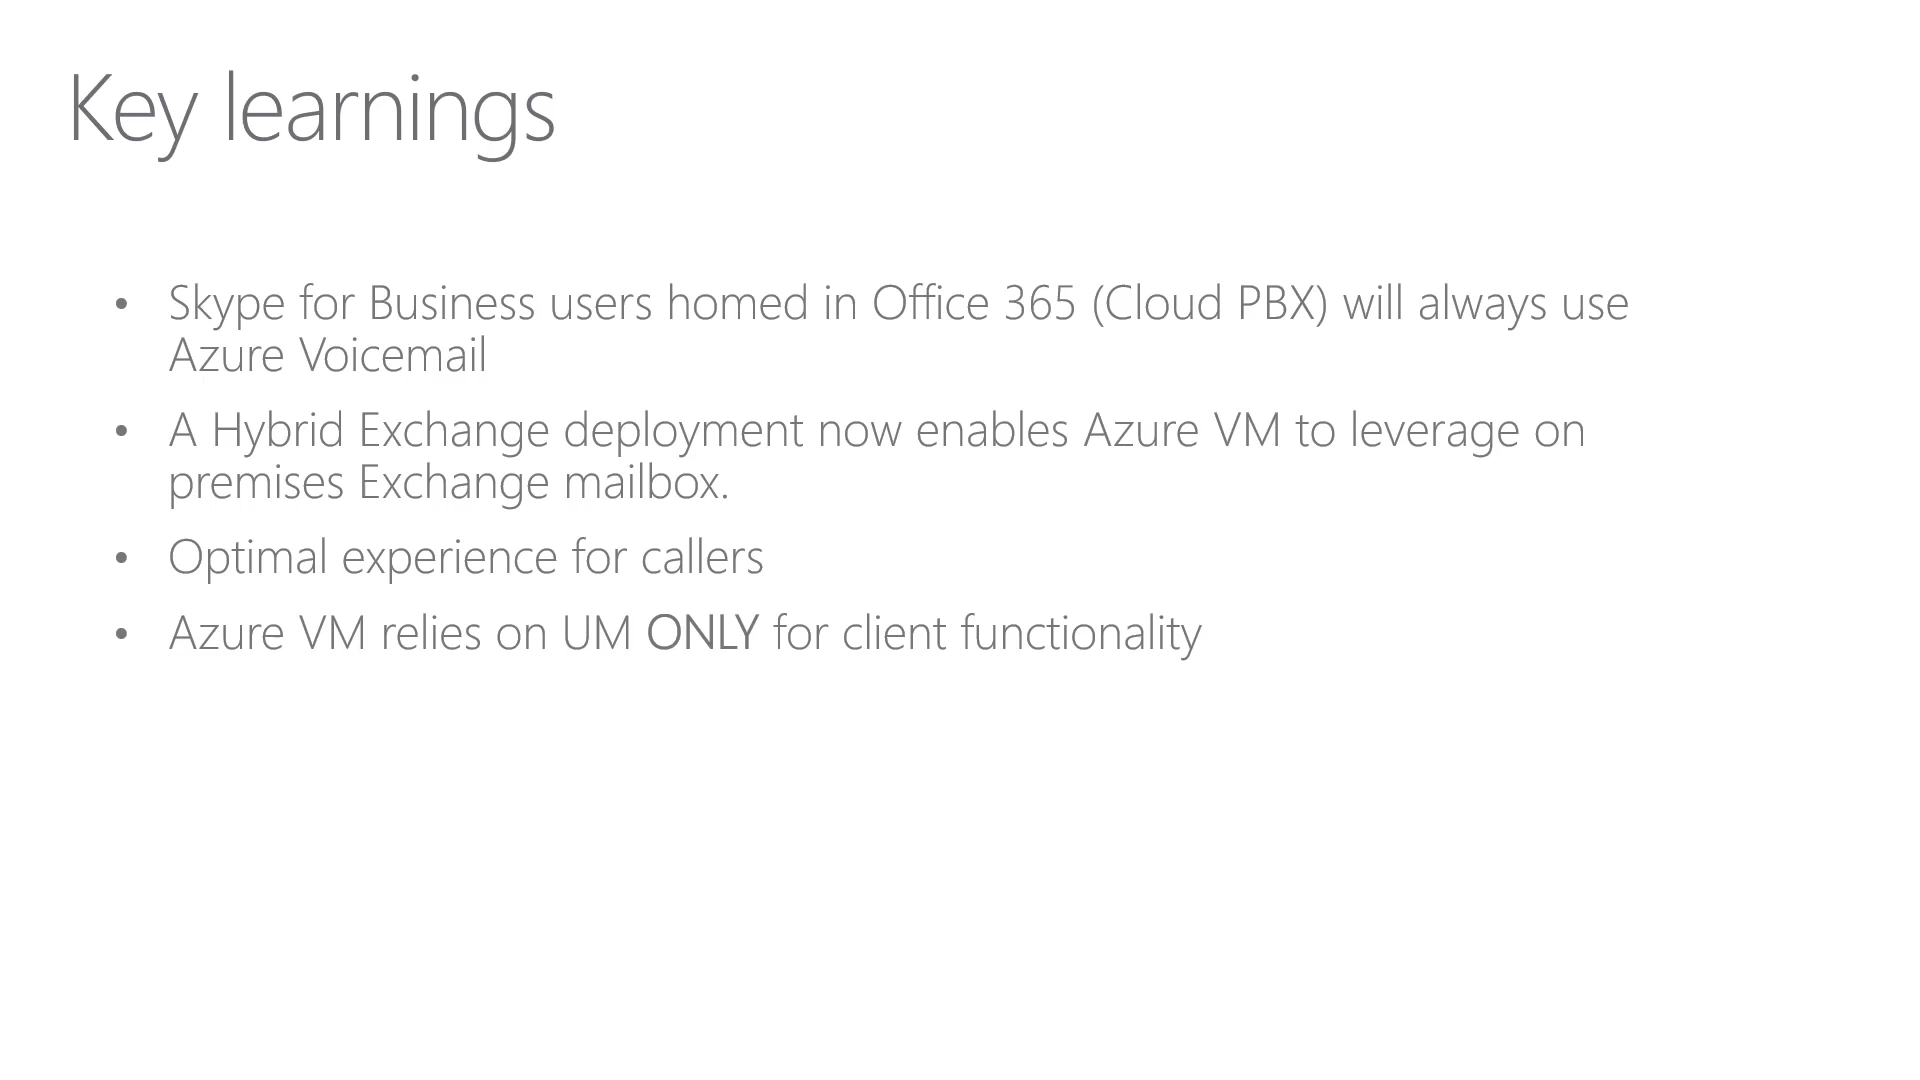 Key learnings
• Skype for Business users homed in Office 365 (Cloud PBX) will always use
Azure Voicemail
• A Hybrid Exchange deployment now enables Azure VM to leverage on
premises Exchange mailbox.
• Optimal experience for callers
• Azure VM relies on UM ONLY for client functionality